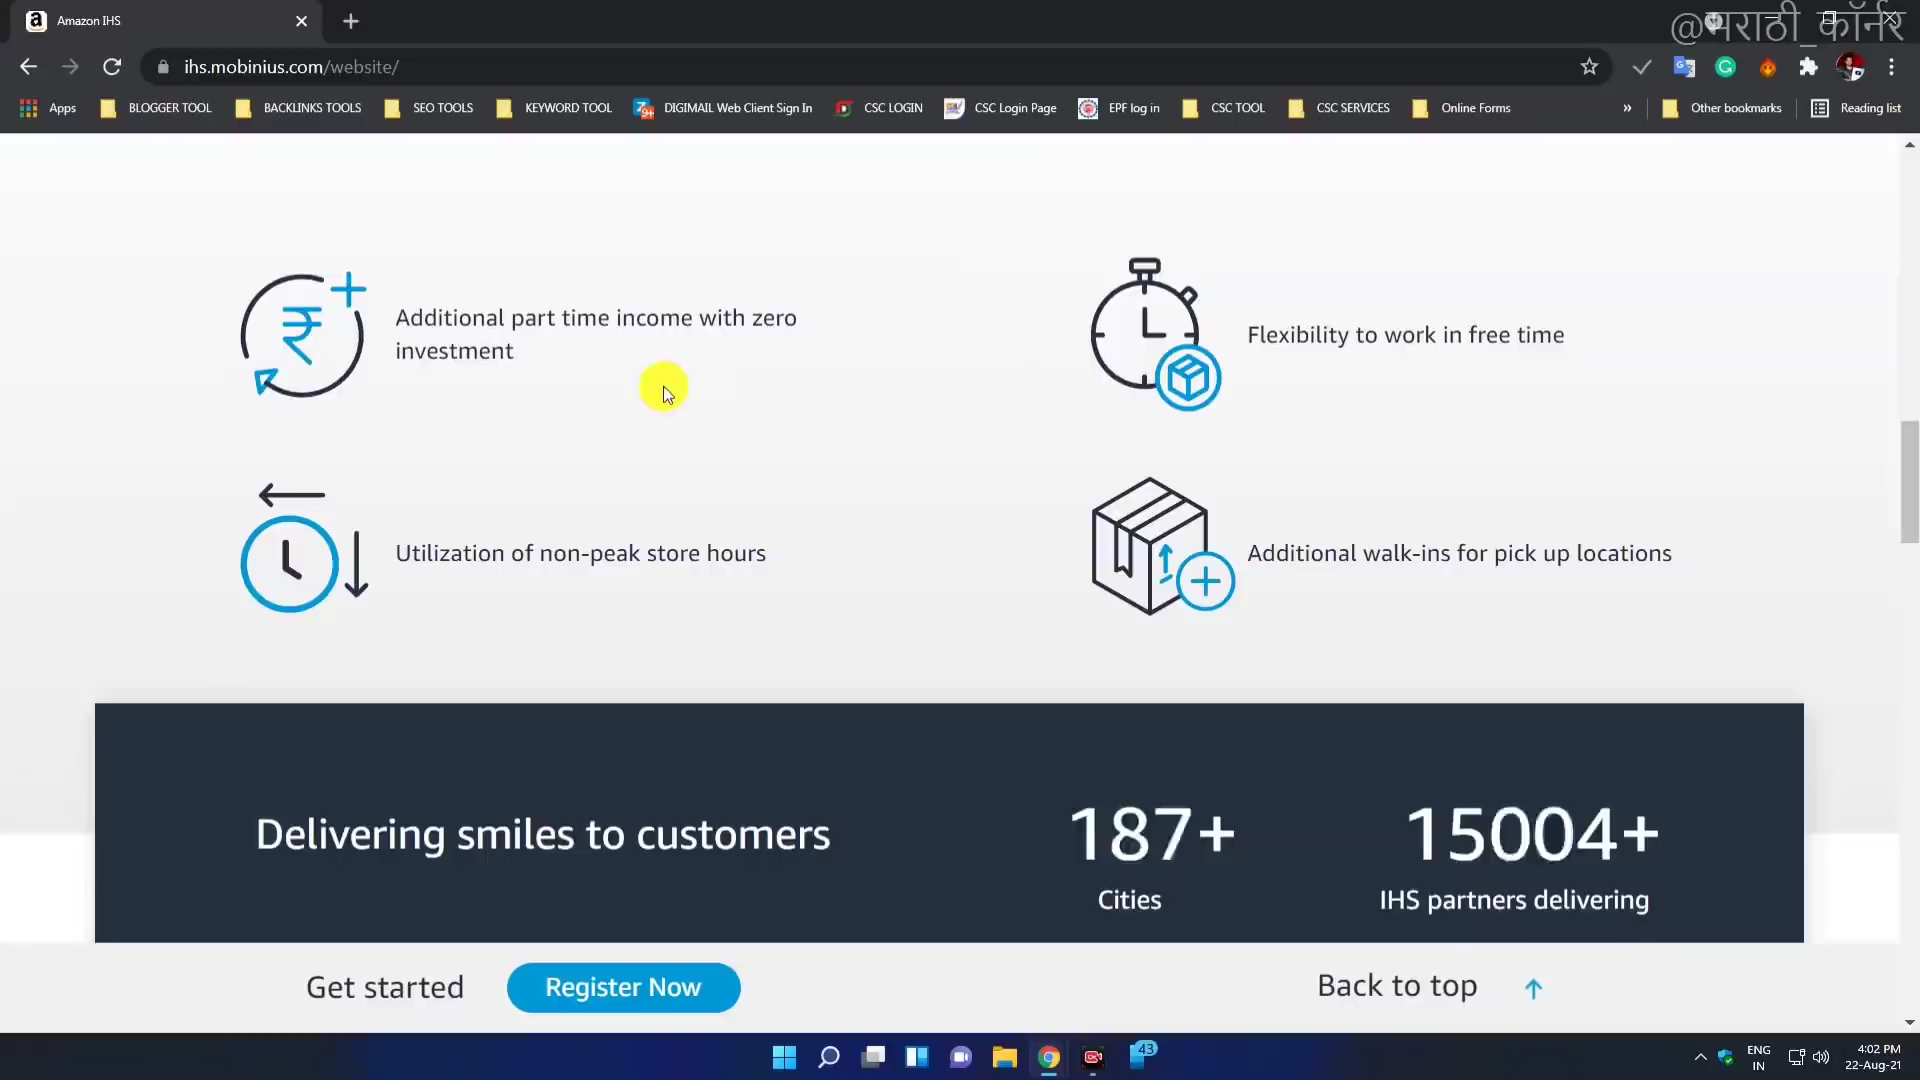 Amazon IHS
@मराठी_कॉर्नर
ihs.mobinius.com/website/
Apps BLOGGER TOOL BACKLINKS TOOLS SEO TOOLS KEYWORD TOOL DIGIMAIL Web Client Sign In CSC LOGIN CSC Login Page EPF log in CSC TOOL CSC SERVICES Online Forms » Other bookmarks Reading list
Additional part time income with zero
investment
Flexibility to work in free time
Utilization of non-peak store hours
Additional walk-ins for pick up locations
Delivering smiles to customers
187+
Cities
15004+
IHS partners delivering
Get started Register Now Back to top
43
ENG
IN
4:02 PM
22-Aug-21